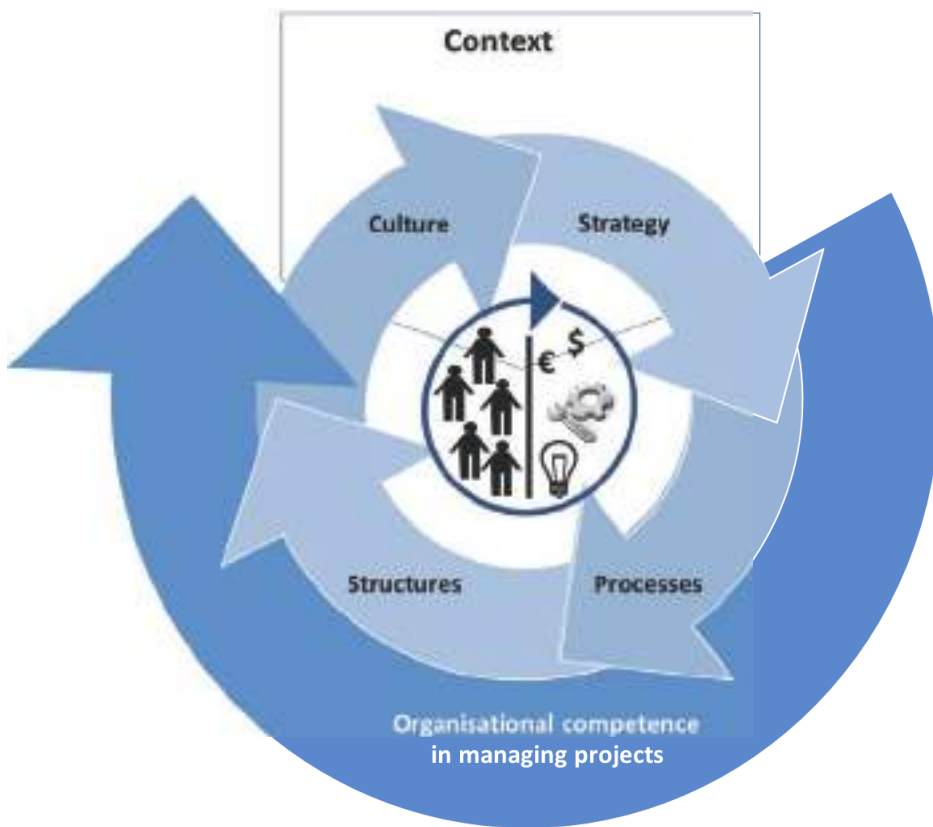 Context
Culture
Strategy
€ $
Structures
Processes
Organisational competence
in managing projects